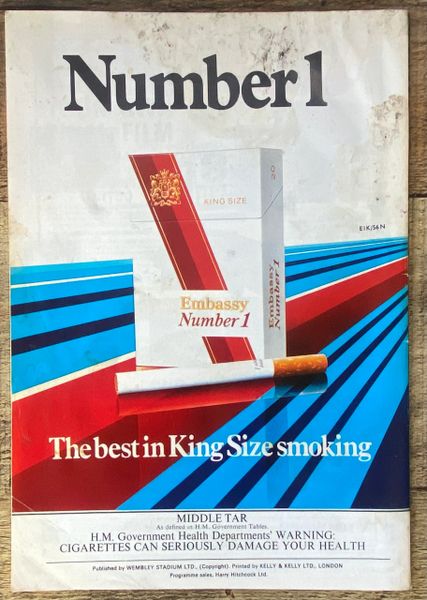 Number 1
KING SIZE
20
E1K/56N
Embassy
Number 1
Embassy
Number 1
The best in King Size smoking
MIDDLE TAR
As defined in H.M. Government Tables.
H.M. Government Health Departments' WARNING:
CIGARETTES CAN SERIOUSLY DAMAGE YOUR HEALTH
Published by WEMBLEY STADIUM LTD., (Copyright). Printed by KELLY & KELLY LTD., LONDON
Programme sales, Harry Hitchcock Ltd.